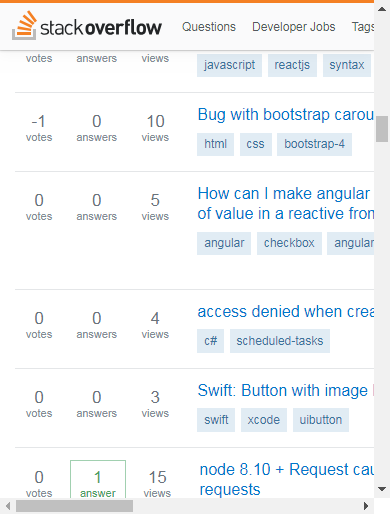 stackoverflow Questions Developer Jobs Tags
votes answers views
javascript reactjs syntax
-1 0 10 Bug with bootstrap carou
votes answers views
html css bootstrap-4
0 0 5 How can I make angular
of value in a reactive from
votes answers views
angular checkbox angular
0 0 4 access denied when crea
votes answers views
c# scheduled-tasks
0 0 3 Swift: Button with image
votes answers views
swift xcode uibutton
0 1 15 node 8.10 + Request cau
votes answer views
requests